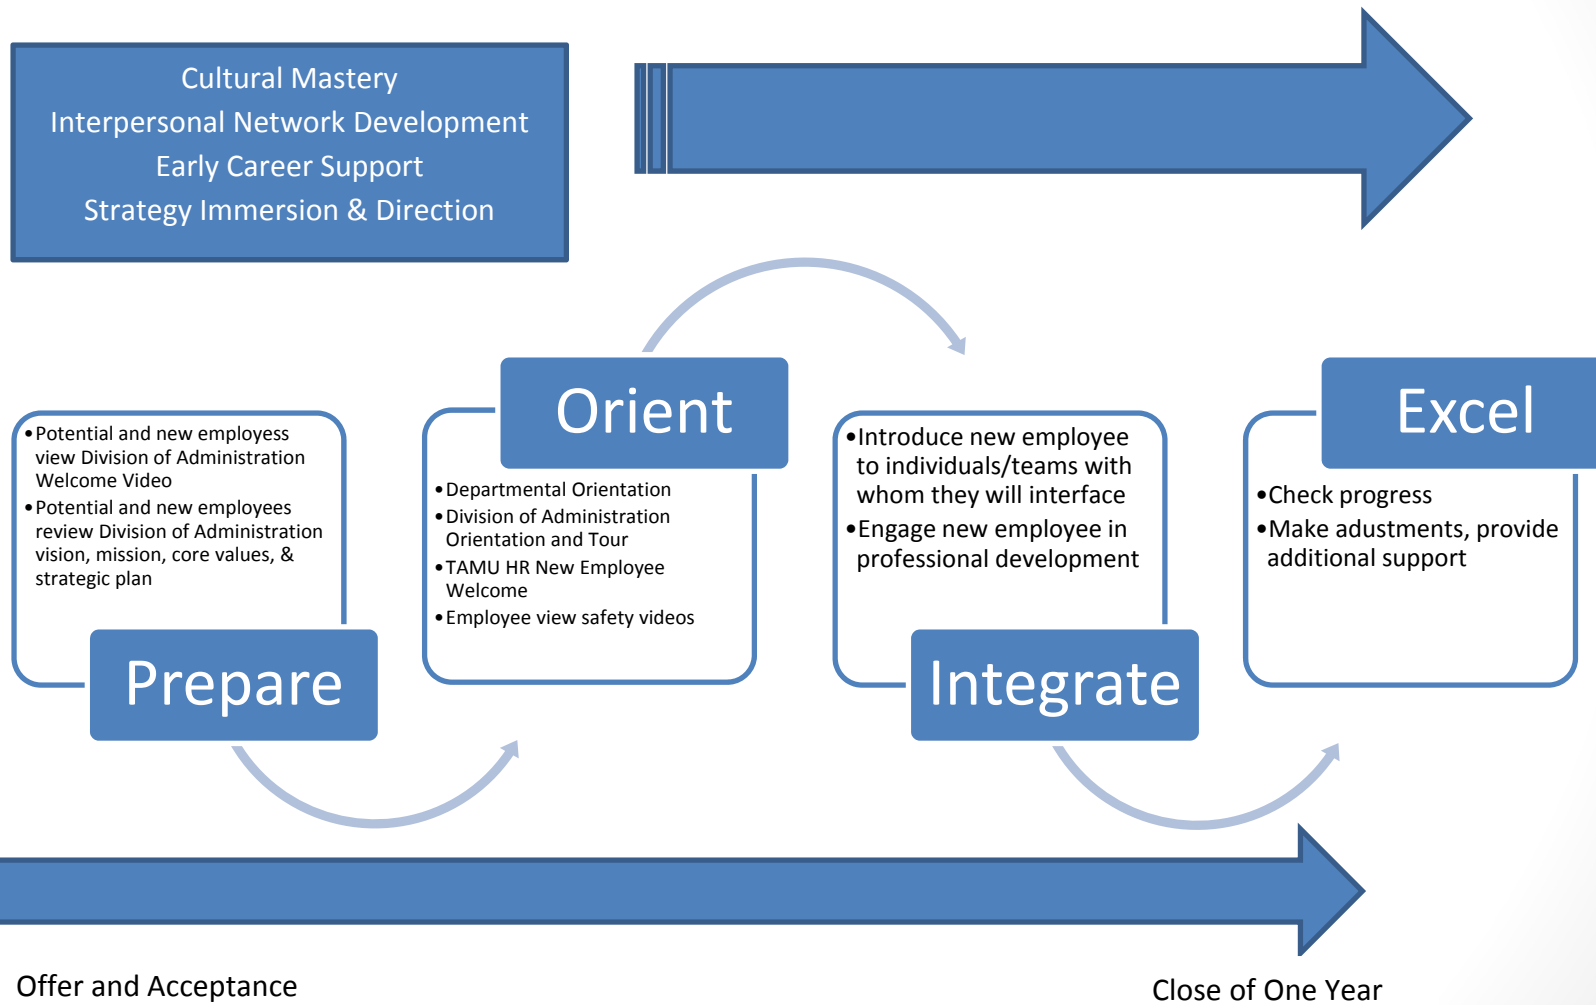 Cultural Mastery
Interpersonal Network Development
Early Career Support
Strategy Immersion & Direction
•Potential and new employess
view Division of Administration
Welcome Video
•Potential and new employees
review Division of Administration
vision, mission, core values, &
strategic plan
Prepare
Orient
•Departmental Orientation
•Division of Administration
Orientation and Tour
•TAMU HR New Employee
Welcome
•Employee view safety videos
•Introduce new employee
to individuals/teams with
whom they will interface
•Engage new employee in
professional development
Integrate
Excel
•Check progress
•Make adustments, provide
additional support
Offer and Acceptance
Close of One Year